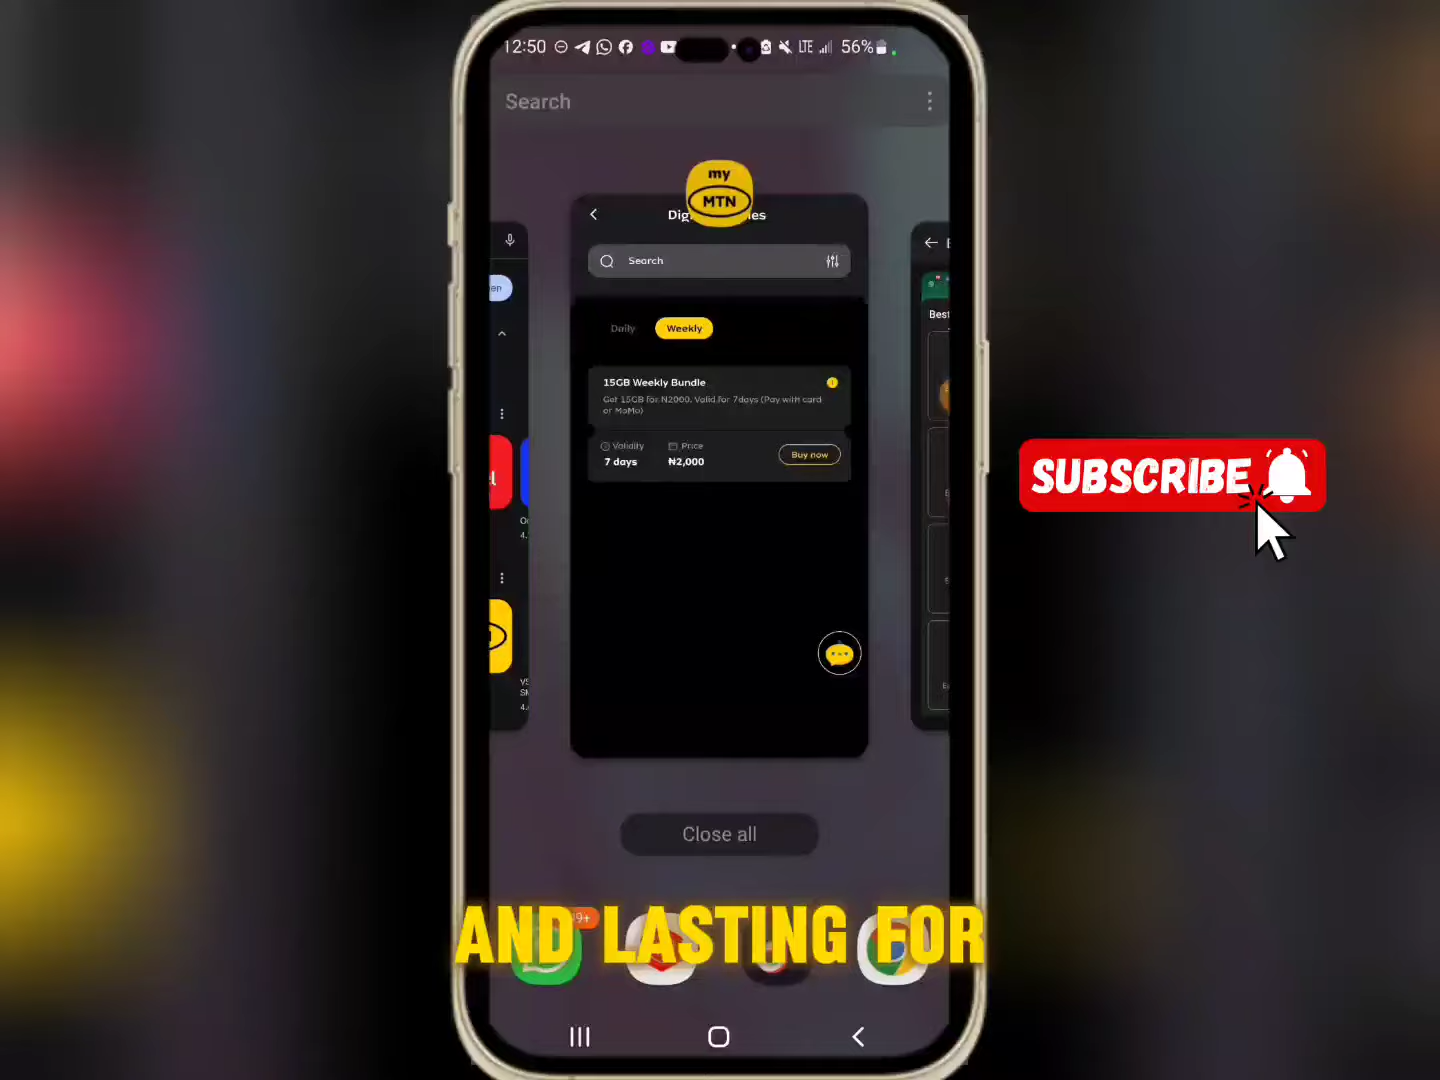 12:50
LTE
56%
Search
my
MTN
Search
Daily
Weekly
15GB Weekly Bundle
Get 15GB for N2000. Valid for 7days (Pay with card
or MoMo)
Validity
Price
7 days
₦2,000
Buy now
Best
SUBSCRIBE
Close all
9+
AND LASTING FOR